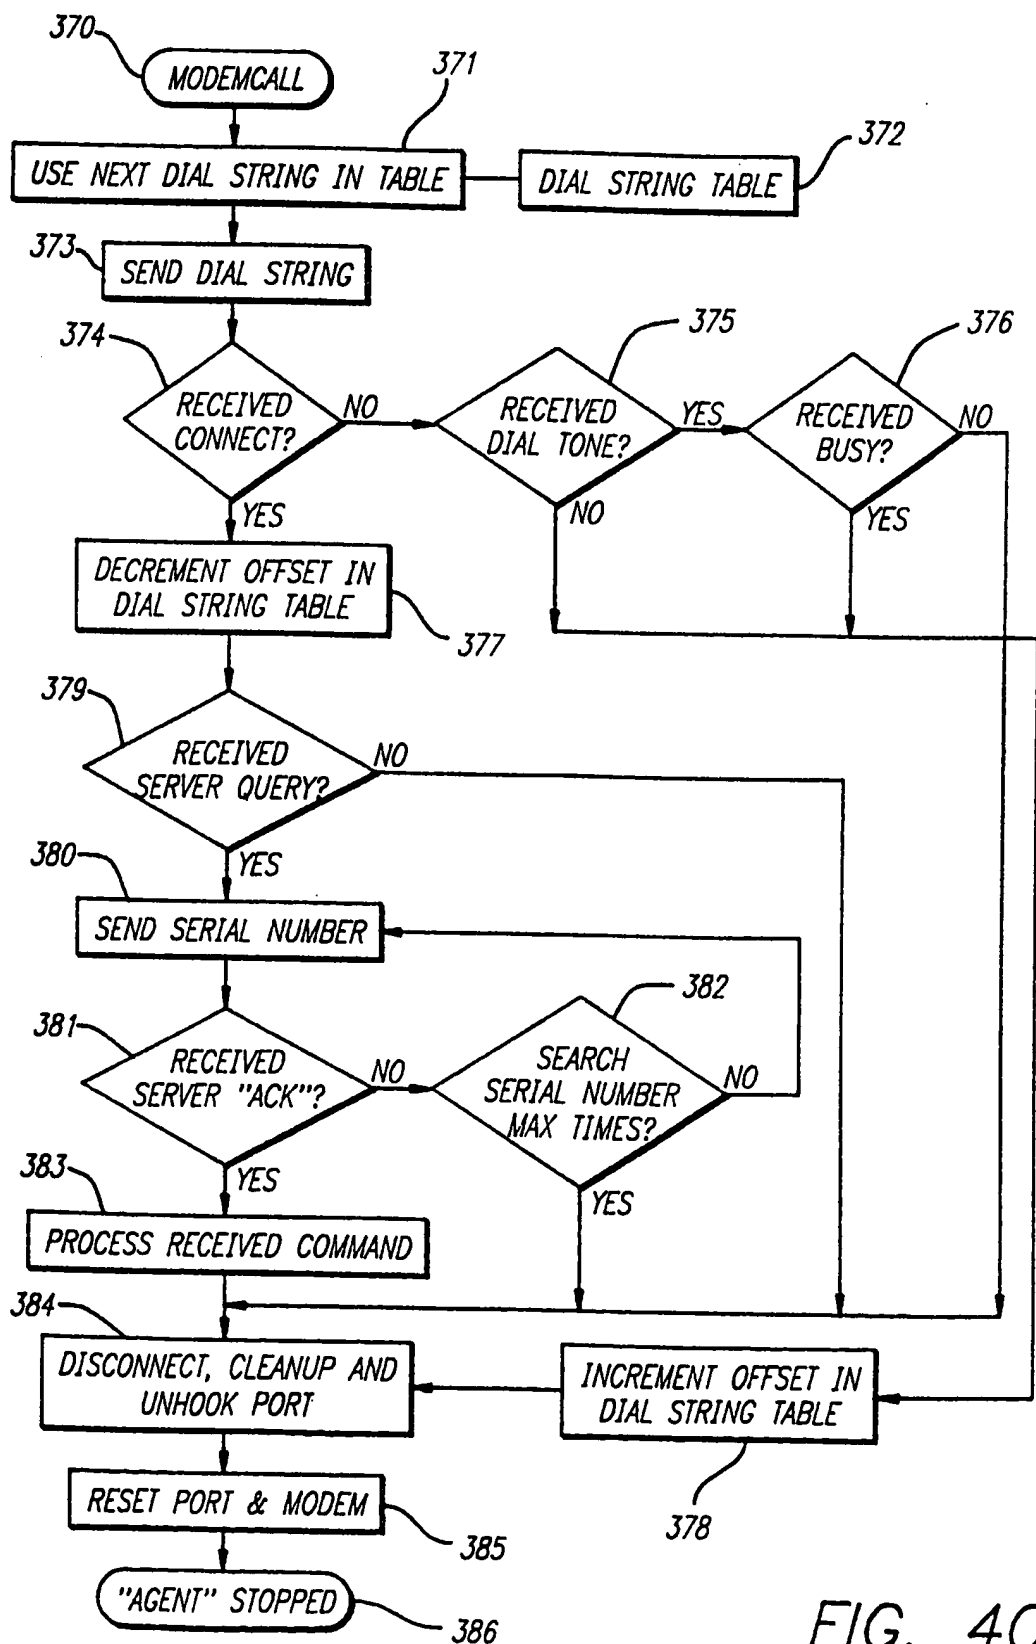 370
MODEMCALL
371
USE NEXT DIAL STRING IN TABLE
372
DIAL STRING TABLE
373
SEND DIAL STRING
374
RECEIVED
CONNECT?
NO
YES
375
RECEIVED
DIAL TONE?
YES
NO
376
RECEIVED
BUSY?
NO
YES
DECREMENT OFFSET IN
DIAL STRING TABLE
377
379
RECEIVED
SERVER QUERY?
NO
YES
380
SEND SERIAL NUMBER
381
RECEIVED
SERVER "ACK"?
NO
YES
382
SEARCH
SERIAL NUMBER
MAX TIMES?
NO
YES
383
PROCESS RECEIVED COMMAND
384
DISCONNECT, CLEANUP AND
UNHOOK PORT
INCREMENT OFFSET IN
DIAL STRING TABLE
378
RESET PORT & MODEM
385
"AGENT" STOPPED
386
FIG. 4C